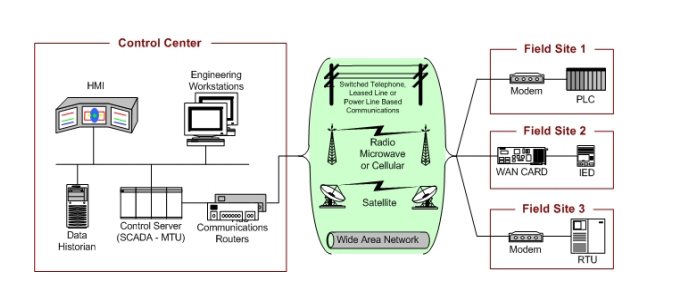 Control Center
HMI
Engineering
Workstations
Data
Historian
Control Server
(SCADA - MTU)
Communications
Routers
Switched Telephone,
Leased Line or
Power Line Based
Communications
Radio
Microwave
or Cellular
Satellite
Wide Area Network
Field Site 1
Modem
PLC
Field Site 2
WAN CARD
IED
Field Site 3
Modem
RTU